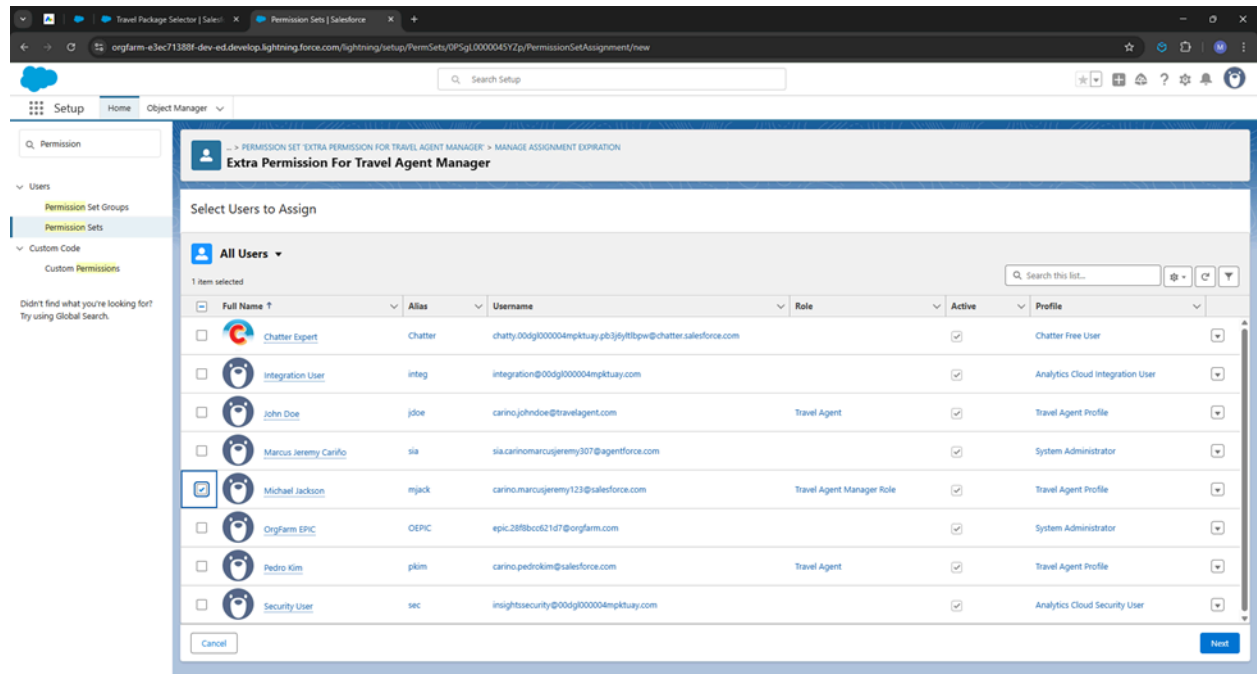 Travel Package Selector | Salesf
Permission Sets | Salesforce
orgfarm-e3ec71388f-dev-ed.develop.lightning.force.com/lightning/setup/PermSets/0PSgL0000045YZp/PermissionSetAssignment/new
M
Search Setup
Setup Home Object Manager
Permission
Users
Permission Set Groups
Permission Sets
Custom Code
Custom Permissions
Didn't find what you're looking for?
Try using Global Search.
... > PERMISSION SET 'EXTRA PERMISSION FOR TRAVEL AGENT MANAGER' > MANAGE ASSIGNMENT EXPIRATION
Extra Permission For Travel Agent Manager
Select Users to Assign
All Users
1 item selected
Search this list...
Full Name Alias Username Role Active Profile
Chatter Expert Chatter chatty.00dgl000004mpktuay.pb3j6yltlbpw@chatter.salesforce.com Chatter Free User
Integration User integ integration@00dgl000004mpktuay.com Analytics Cloud Integration User
John Doe jdoe carino.johndoe@travelagent.com Travel Agent Travel Agent Profile
Marcus Jeremy Cariño sia sia.carinomarcusjeremy307@agentforce.com System Administrator
Michael Jackson mjack carino.marcusjeremy123@salesforce.com Travel Agent Manager Role Travel Agent Profile
OrgFarm EPIC OEPIC epic.28f8bcc621d7@orgfarm.com System Administrator
Pedro Kim pkim carino.pedrokim@salesforce.com Travel Agent Travel Agent Profile
Security User sec insightssecurity@00dgl000004mpktuay.com Analytics Cloud Security User
Cancel Next